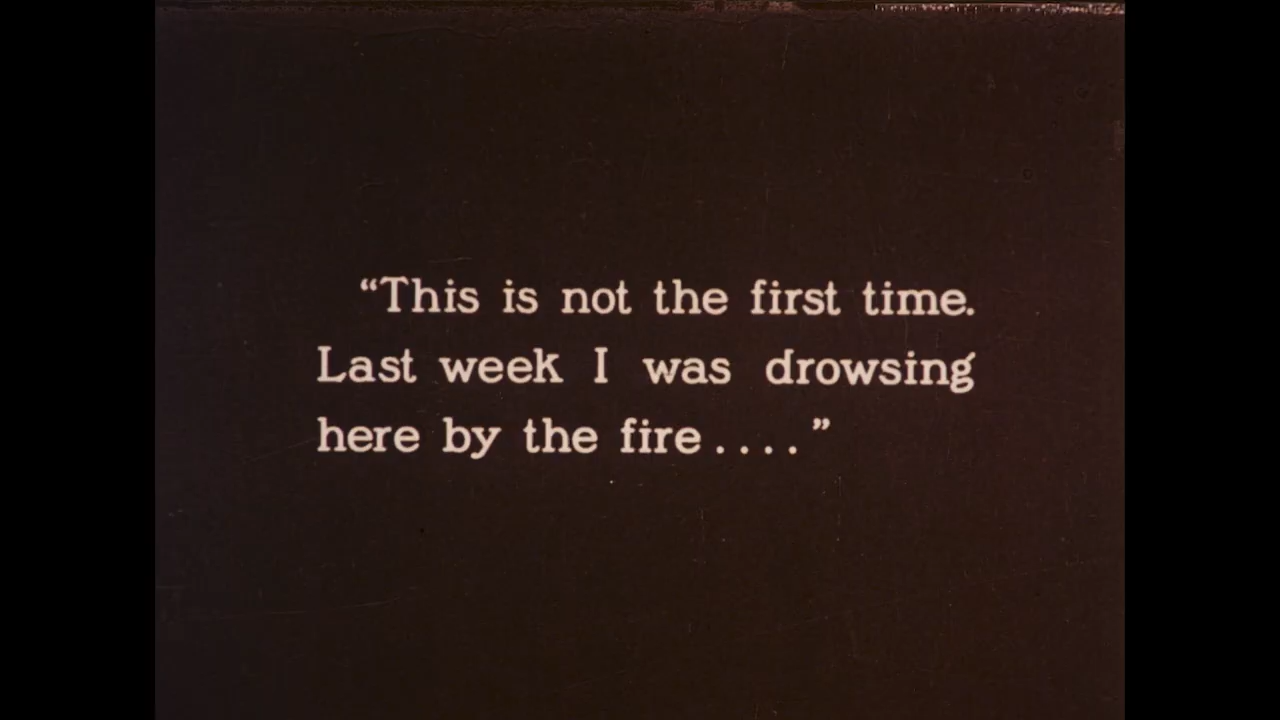 “This is not the first time.
Last week I was drowsing
here by the fire....”